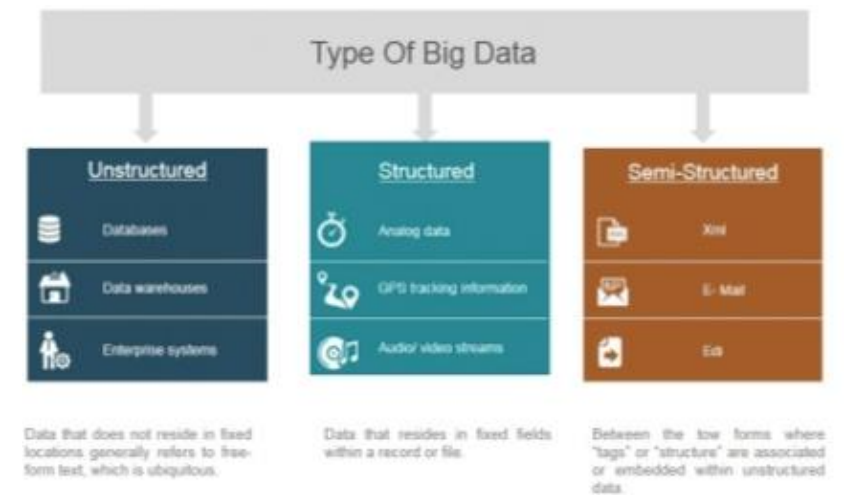 Type Of Big Data
Unstructured
Databases
Data warehouses
Enterprise systems
Data that does not reside in fixed
locations generally refers to free-
form text, which is ubiquitous.
Structured
Analog data
GPS tracking information
Audio/ video streams
Data that resides in fixed fields
within a record or file.
Semi-Structured
Xml
E- Mail
Edi
Between the tow forms where
"tags" or "structure" are associated
or embedded within unstructured
data.